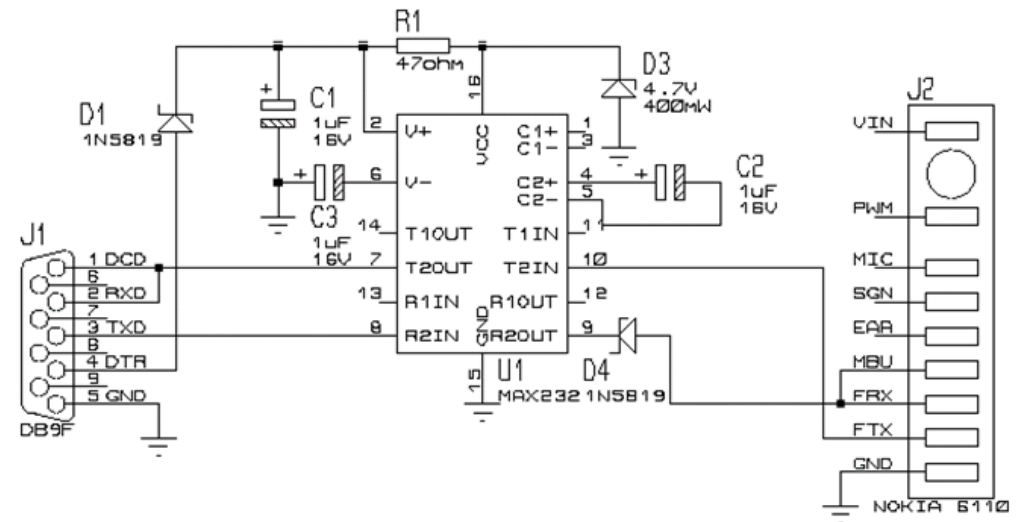 R1
47ohm
D1
1N5819
C1
1uF
16V
C3
1uF
16V
D3
4.7V
400mW
C2
1uF
16V
J1
1 DCD
6
2 RXD
7
3 TXD
8
4 DTR
9
5 GND
DB9F
2 V+
6 V-
14 T1OUT
7 T2OUT
13 R1IN
8 R2IN
16 VCC
15 GND
C1+ 1
C1- 3
C2+ 4
C2- 5
T1IN 11
T2IN 10
R1OUT 12
R2OUT 9
U1
MAX232
D4
1N5819
J2
VIN
PWM
MIC
SGN
EAR
MBU
FRX
FTX
GND
NOKIA 6110